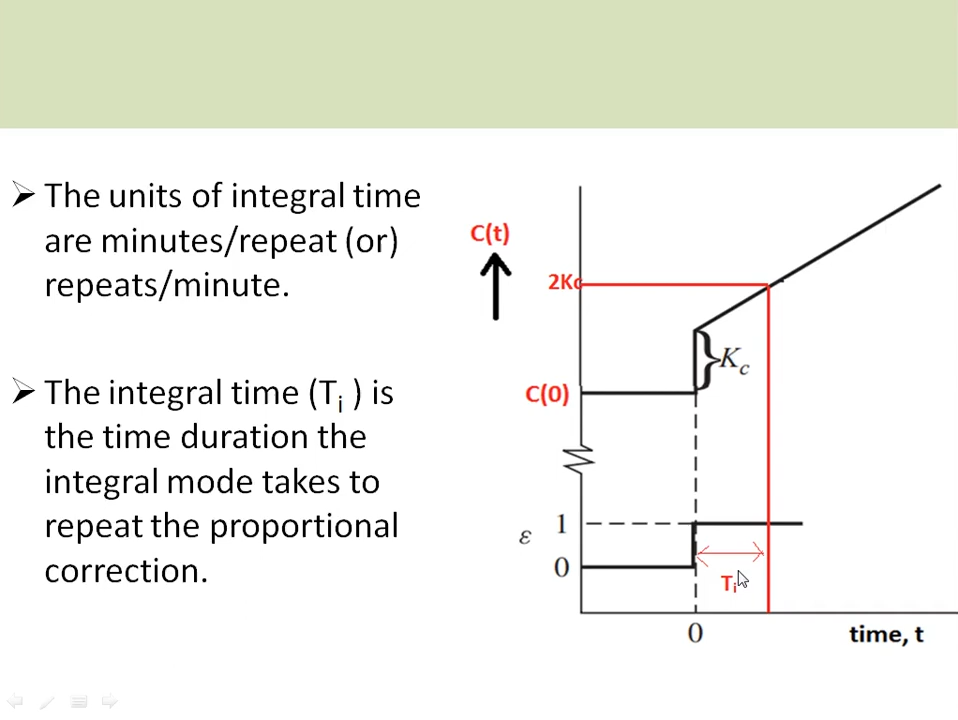 The units of integral time
are minutes/repeat (or)
repeats/minute.
The integral time (Ti ) is
the time duration the
integral mode takes to
repeat the proportional
correction.
C(t)
2Kc
Kc
C(0)
1
ε
0
Ti
0
time, t